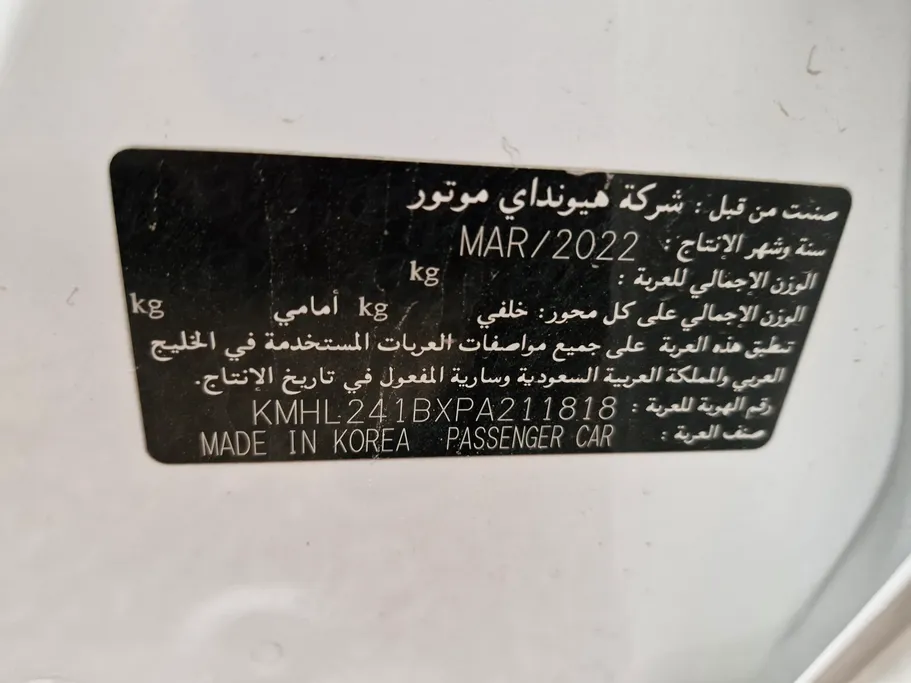 صنت من قبل : شركة هيونداي موتور
سنة وشهر الإنتاج : MAR/2022
الوزن الإجمالي للعربة : kg
الوزن الإجمالي على كل محور: خلفي kg أمامي kg
تنطبق هذه العربة على جميع مواصفات العربات المستخدمة في الخليج
العربي والمملكة العربية السعودية وسارية المفعول في تاريخ الإنتاج.
رقم الهوية للعربة : KMHL241BXPA211818
صنف العربة : MADE IN KOREA PASSENGER CAR